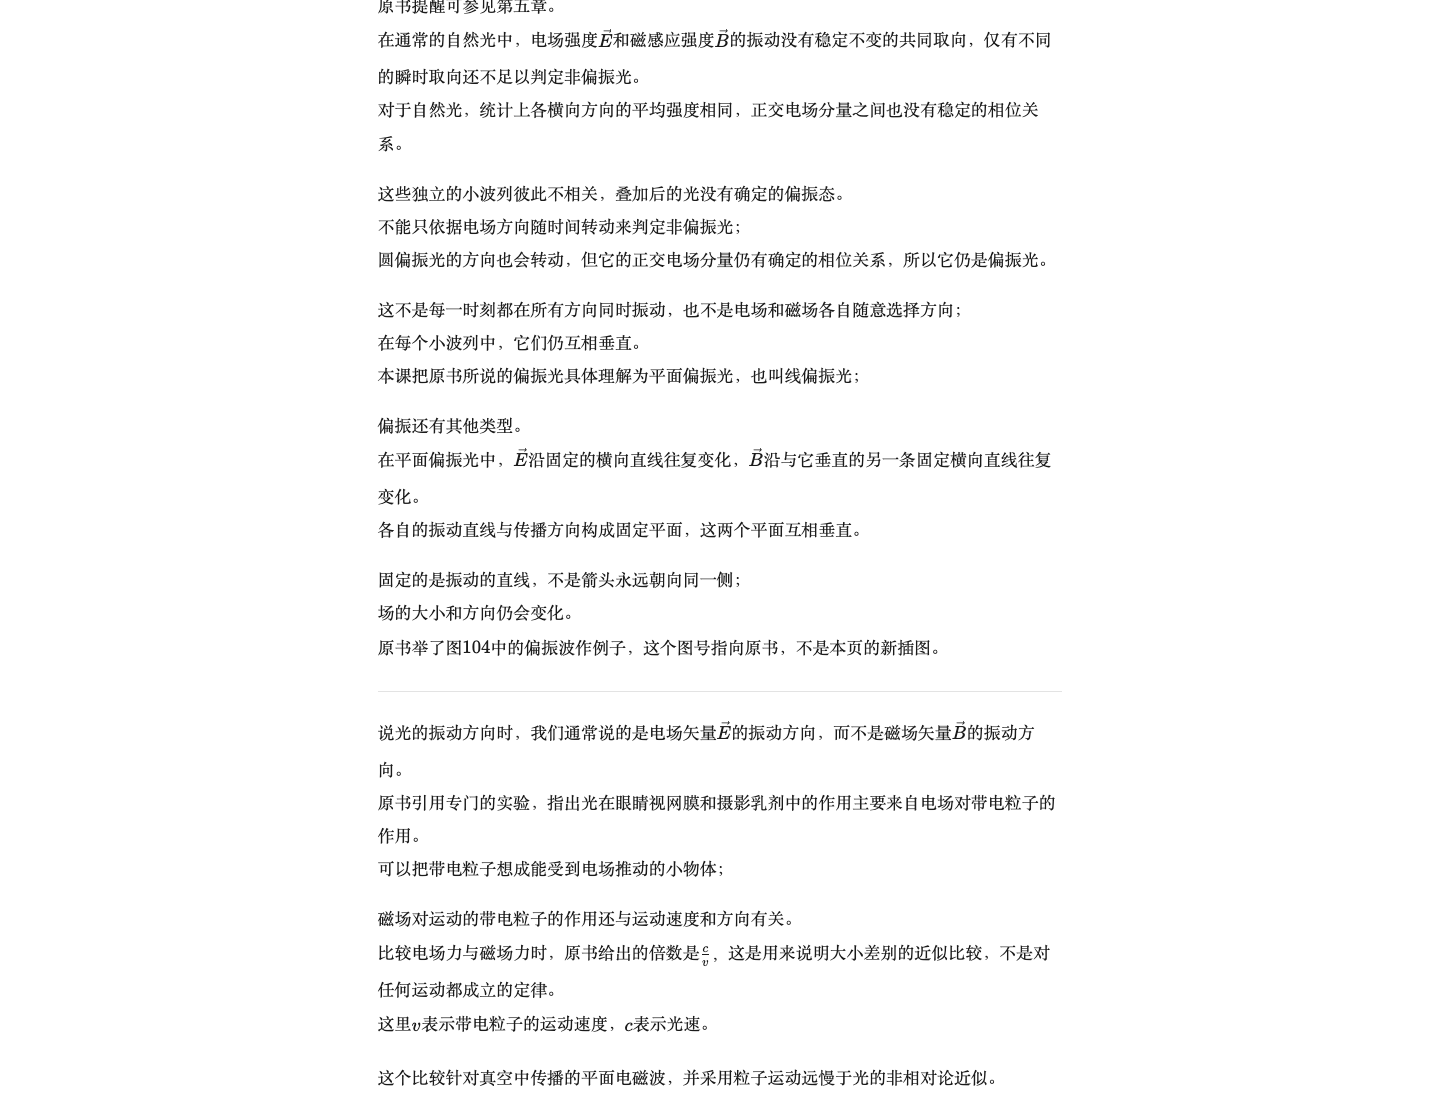 原书提醒可参见第五章。
在通常的自然光中，电场强度$\vec{E}$和磁感应强度$\vec{B}$的振动没有稳定不变的共同取向，仅有不同
的瞬时取向还不足以判定非偏振光。
对于自然光，统计上各横向方向的平均强度相同，正交电场分量之间也没有稳定的相位关
系。
这些独立的小波列彼此不相关，叠加后的光没有确定的偏振态。
不能只依据电场方向随时间转动来判定非偏振光；
圆偏振光的方向也会转动，但它的正交电场分量仍有确定的相位关系，所以它仍是偏振光。
这不是每一时刻都在所有方向同时振动，也不是电场和磁场各自随意选择方向；
在每个小波列中，它们仍互相垂直。
本课把原书所说的偏振光具体理解为平面偏振光，也叫线偏振光；
偏振还有其他类型。
在平面偏振光中，$\vec{E}$沿固定的横向直线往复变化，$\vec{B}$沿与它垂直的另一条固定横向直线往复
变化。
各自的振动直线与传播方向构成固定平面，这两个平面互相垂直。
固定的是振动的直线，不是箭头永远朝向同一侧；
场的大小和方向仍会变化。
原书举了图104中的偏振波作例子，这个图号指向原书，不是本页的新插图。
说光的振动方向时，我们通常说的是电场矢量$\vec{E}$的振动方向，而不是磁场矢量$\vec{B}$的振动方
向。
原书引用专门的实验，指出光在眼睛视网膜和摄影乳剂中的作用主要来自电场对带电粒子的
作用。
可以把带电粒子想成能受到电场推动的小物体；
磁场对运动的带电粒子的作用还与运动速度和方向有关。
比较电场力与磁场力时，原书给出的倍数是$\frac{c}{v}$，这是用来说明大小差别的近似比较，不是对
任何运动都成立的定律。
这里$v$表示带电粒子的运动速度，$c$表示光速。
这个比较针对真空中传播的平面电磁波，并采用粒子运动远慢于光的非相对论近似。